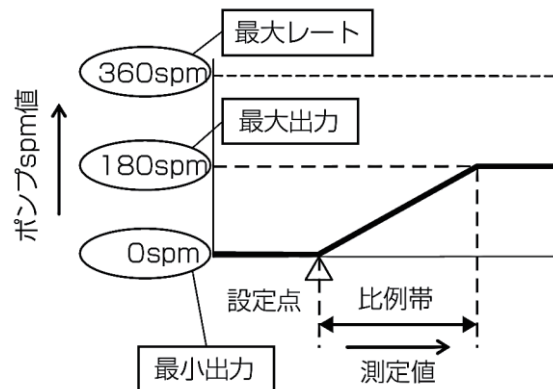 最大レート
360spm
最大出力
180spm
ポンプspm値
0spm
設定点
比例帯
最小出力
測定値